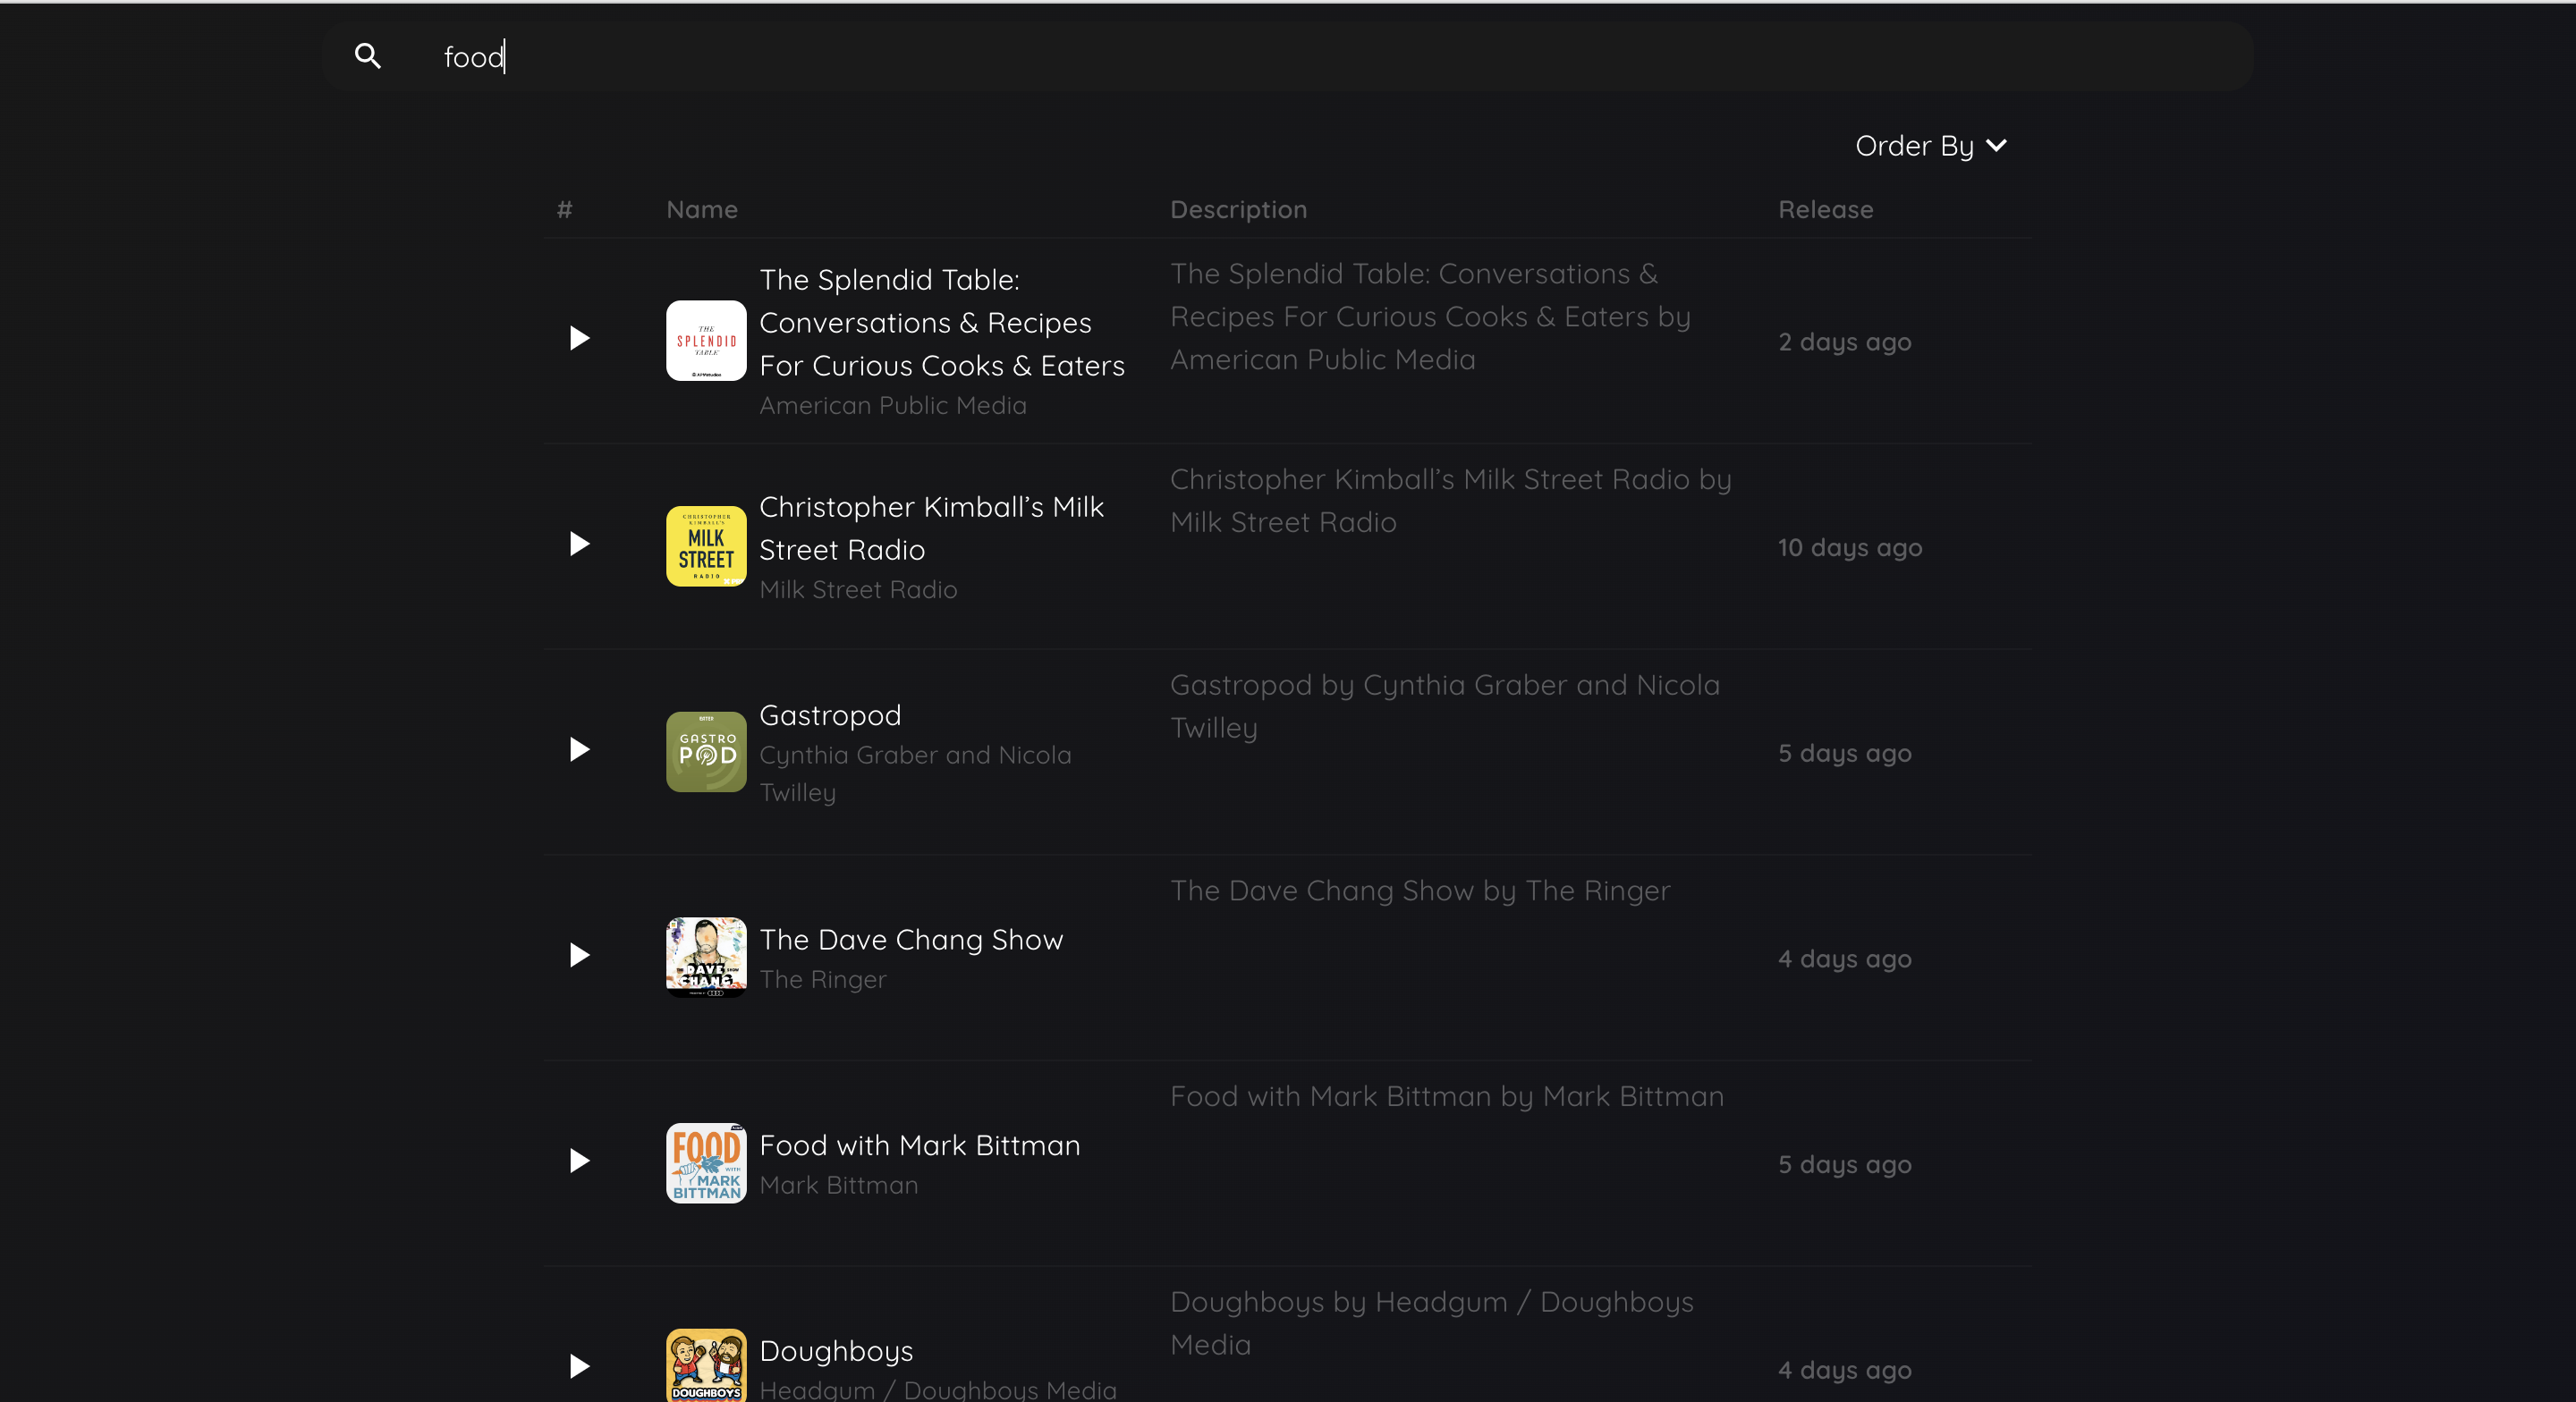 food
Order By
# Name Description Release
The Splendid Table:
Conversations & Recipes
For Curious Cooks & Eaters
American Public Media
The Splendid Table: Conversations &
Recipes For Curious Cooks & Eaters by
American Public Media
2 days ago
THE
SPLENDID
TABLE
Christopher Kimball’s Milk
Street Radio
Milk Street Radio
Christopher Kimball’s Milk Street Radio by
Milk Street Radio
10 days ago
CHRISTOPHER
KIMBALL'S
MILK
STREET
RADIO
Gastropod
Cynthia Graber and Nicola
Twilley
Gastropod by Cynthia Graber and Nicola
Twilley
5 days ago
EATER
GASTRO
POD
The Dave Chang Show
The Ringer
The Dave Chang Show by The Ringer
4 days ago
THE DAVE SHOW
CHANG
Food with Mark Bittman
Mark Bittman
Food with Mark Bittman by Mark Bittman
5 days ago
FOOD
WITH
MARK
BITTMAN
Doughboys
Headgum / Doughboys Media
Doughboys by Headgum / Doughboys
Media
4 days ago
DOUGHBOYS